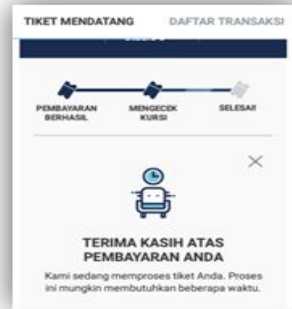 TIKET MENDATANG DAFTAR TRANSAKSI
PEMBAYARAN BERHASIL
MENGECEK KURSI
SELESAI!
TERIMA KASIH ATAS
PEMBAYARAN ANDA
Kami sedang memproses tiket Anda. Proses
ini mungkin membutuhkan beberapa waktu.